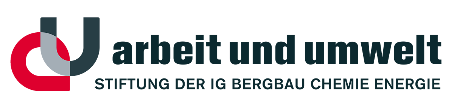 arbeit und umwelt
STIFTUNG DER IG BERGBAU CHEMIE ENERGIE